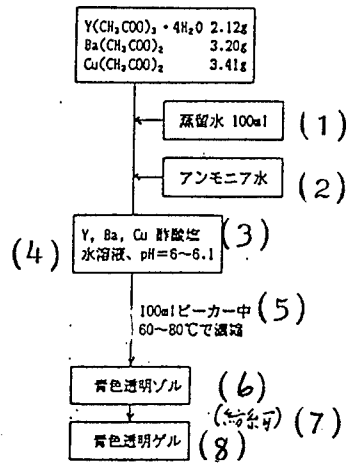 Y(CH₃COO)₃・4H₂O 2.12g
Ba(CH₃COO)₂ 3.20g
Cu(CH₃COO)₂ 3.41g
蒸留水 100ml (1)
アンモニア水 (2)
Y, Ba, Cu 酢酸塩 (3)
(4) 水溶液、pH=6〜6.1
100mlビーカー中 (5)
60〜80℃で濃縮
青色透明ゾル (6)
(7)
青色透明ゲル (8)